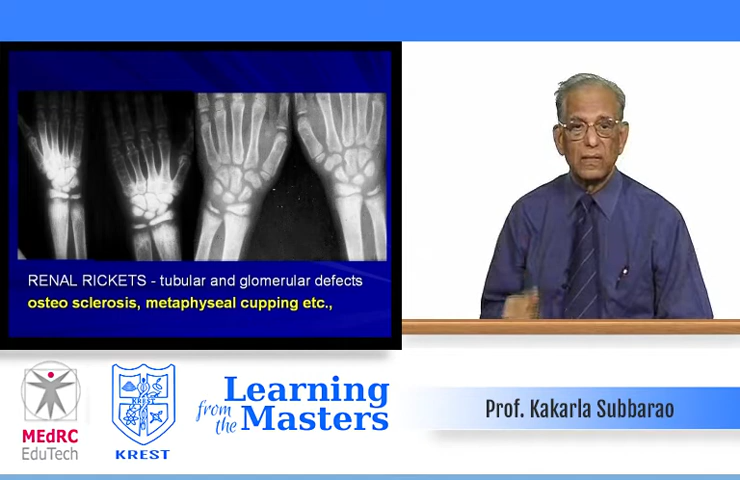 RENAL RICKETS - tubular and glomerular defects
osteo sclerosis, metaphyseal cupping etc.,
MEdRC
EduTech
KREST
KREST
Learning
from the Masters
Prof. Kakarla Subbarao